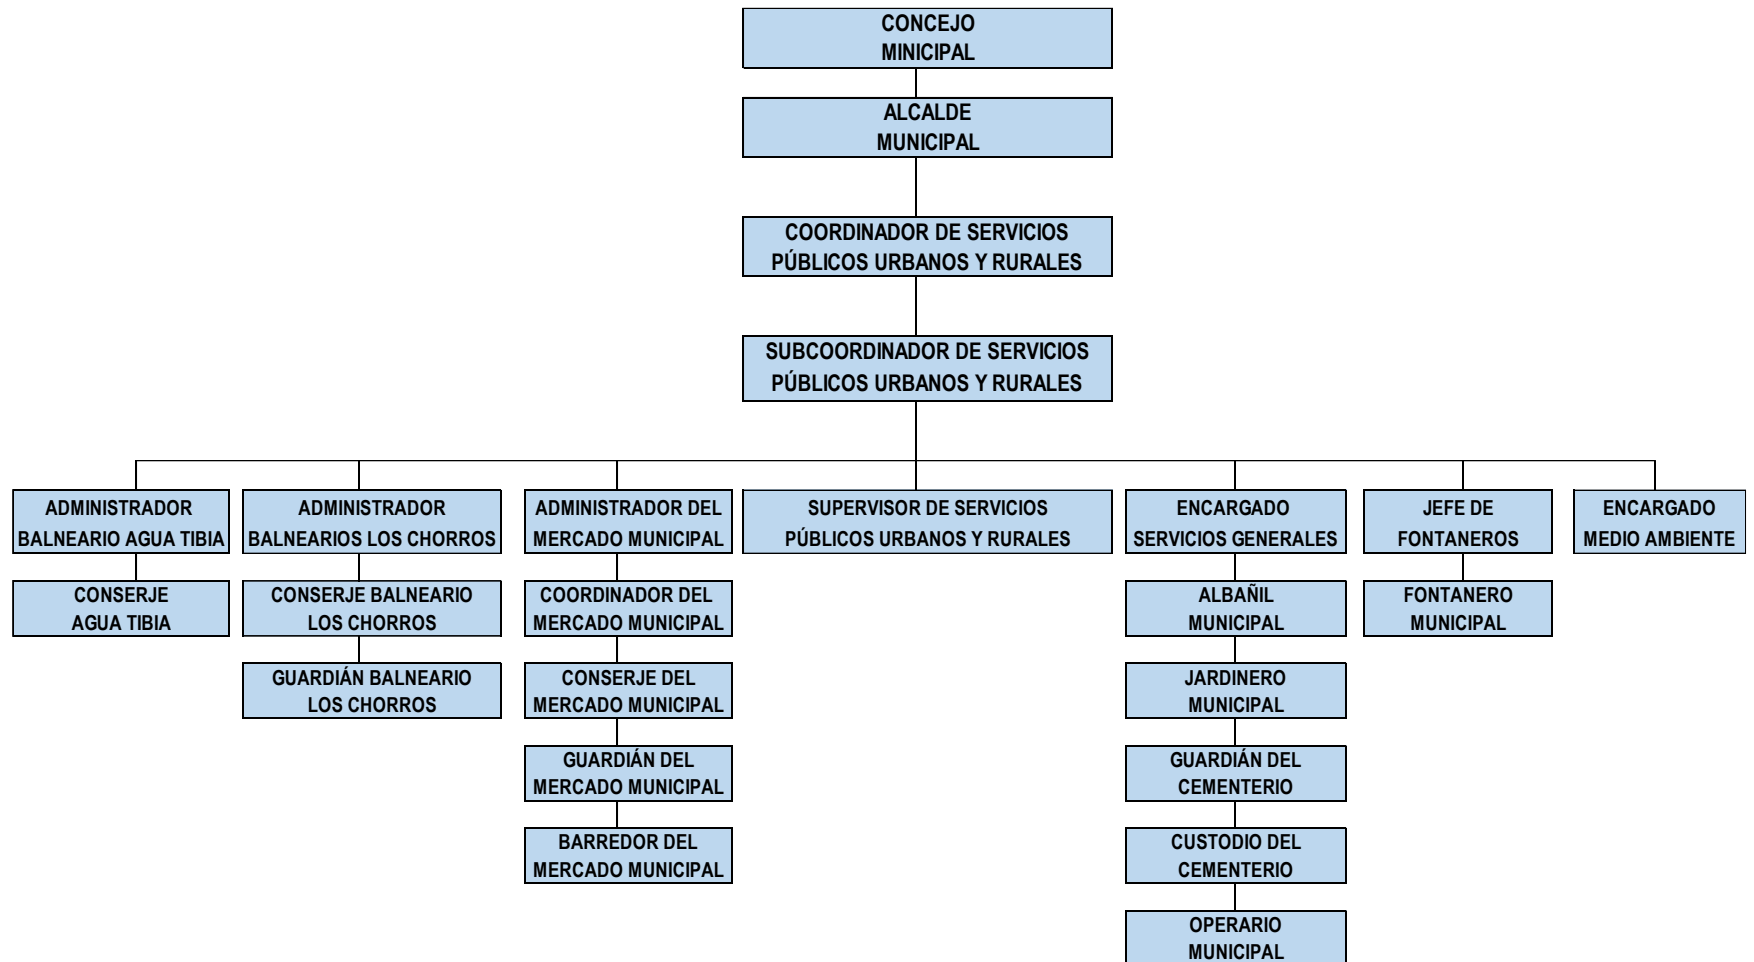 CONCEJO
MINICIPAL
ALCALDE
MUNICIPAL
COORDINADOR DE SERVICIOS
PÚBLICOS URBANOS Y RURALES
SUBCOORDINADOR DE SERVICIOS
PÚBLICOS URBANOS Y RURALES
ADMINISTRADOR
BALNEARIO AGUA TIBIA
ADMINISTRADOR
BALNEARIOS LOS CHORROS
ADMINISTRADOR DEL
MERCADO MUNICIPAL
SUPERVISOR DE SERVICIOS
PÚBLICOS URBANOS Y RURALES
ENCARGADO
SERVICIOS GENERALES
JEFE DE
FONTANEROS
ENCARGADO
MEDIO AMBIENTE
CONSERJE
AGUA TIBIA
CONSERJE BALNEARIO
LOS CHORROS
COORDINADOR DEL
MERCADO MUNICIPAL
ALBAÑIL
MUNICIPAL
FONTANERO
MUNICIPAL
GUARDIÁN BALNEARIO
LOS CHORROS
CONSERJE DEL
MERCADO MUNICIPAL
JARDINERO
MUNICIPAL
GUARDIÁN DEL
MERCADO MUNICIPAL
GUARDIÁN DEL
CEMENTERIO
BARREDOR DEL
MERCADO MUNICIPAL
CUSTODIO DEL
CEMENTERIO
OPERARIO
MUNICIPAL